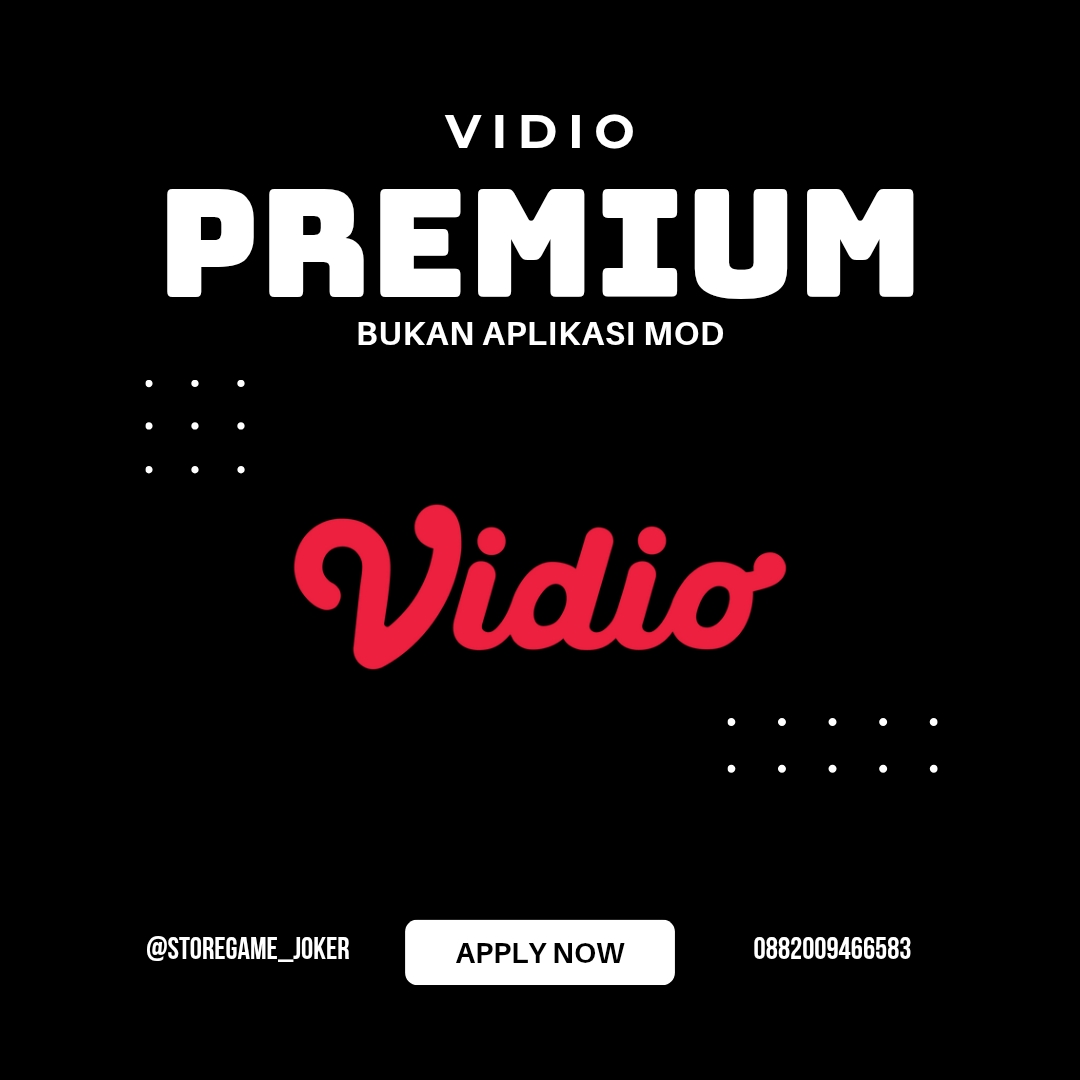 VIDIO
PREMIUM
BUKAN APLIKASI MOD
Vidio
@STOREGAME_JOKER
APPLY NOW
0882009466583